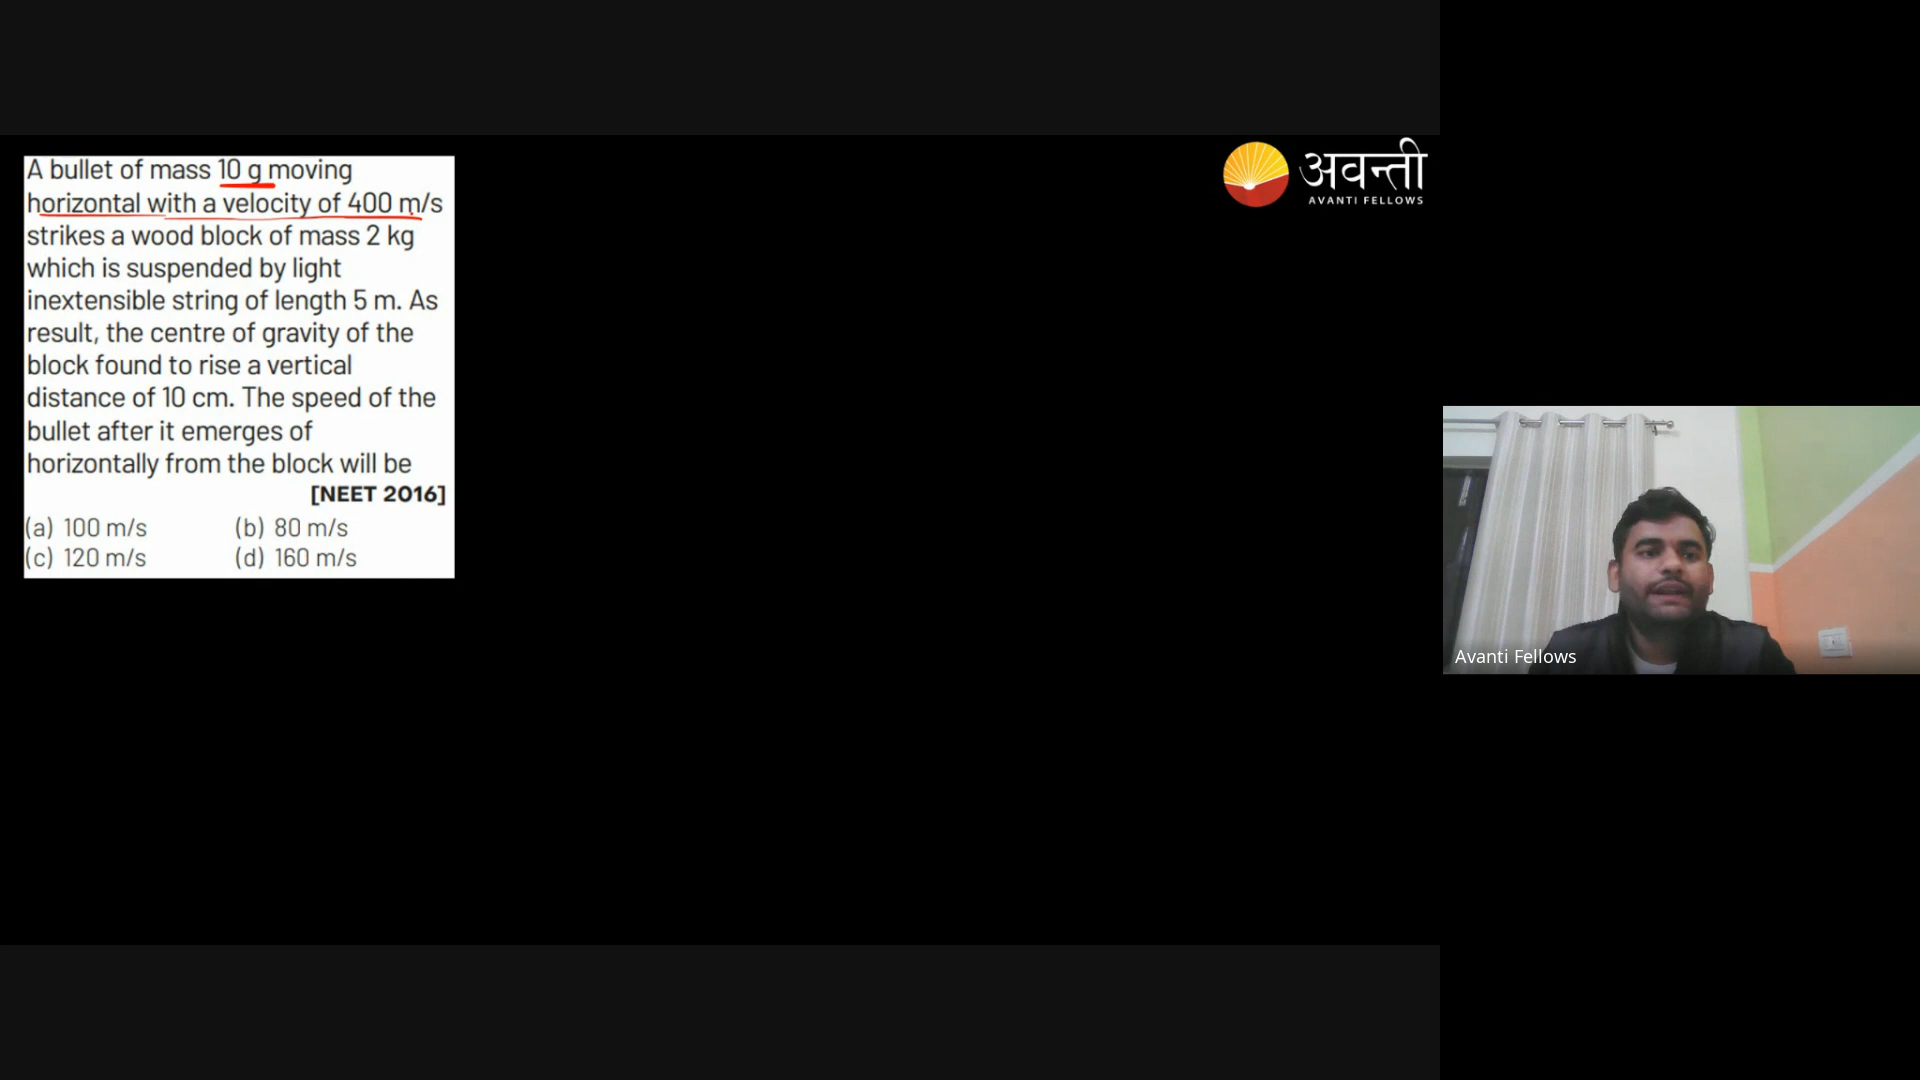 A bullet of mass 10 g moving
horizontal with a velocity of 400 m/s
strikes a wood block of mass 2 kg
which is suspended by light
inextensible string of length 5 m. As
result, the centre of gravity of the
block found to rise a vertical
distance of 10 cm. The speed of the
bullet after it emerges of
horizontally from the block will be
[NEET 2016]
(a) 100 m/s (b) 80 m/s
(c) 120 m/s (d) 160 m/s
अवन्ती
AVANTI FELLOWS
Avanti Fellows